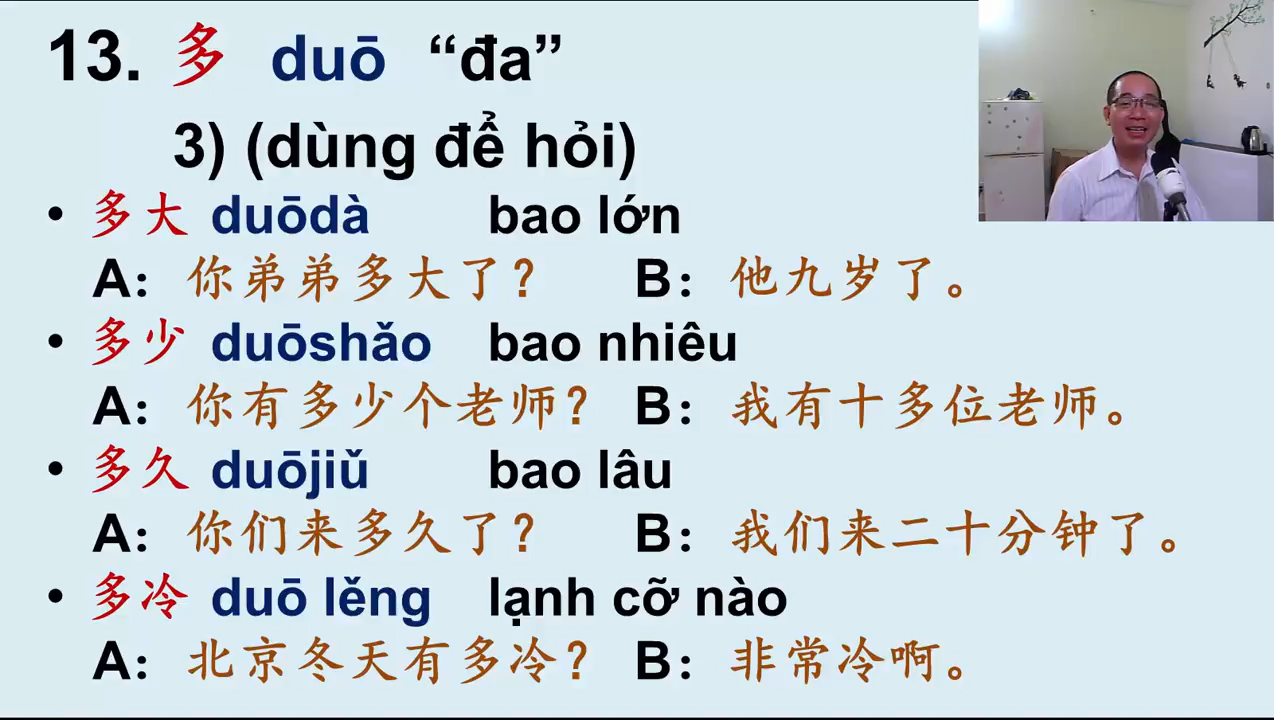 13. 多 duō “đa”
3) (dùng để hỏi)
• 多大 duōdà bao lớn
A：你弟弟多大了？ B：他九岁了。
• 多少 duōshǎo bao nhiêu
A：你有多少个老师？ B：我有十多位老师。
• 多久 duōjiǔ bao lâu
A：你们来多久了？ B：我们来二十分钟了。
• 多冷 duō lěng lạnh cỡ nào
A：北京冬天有多冷？ B：非常冷啊。